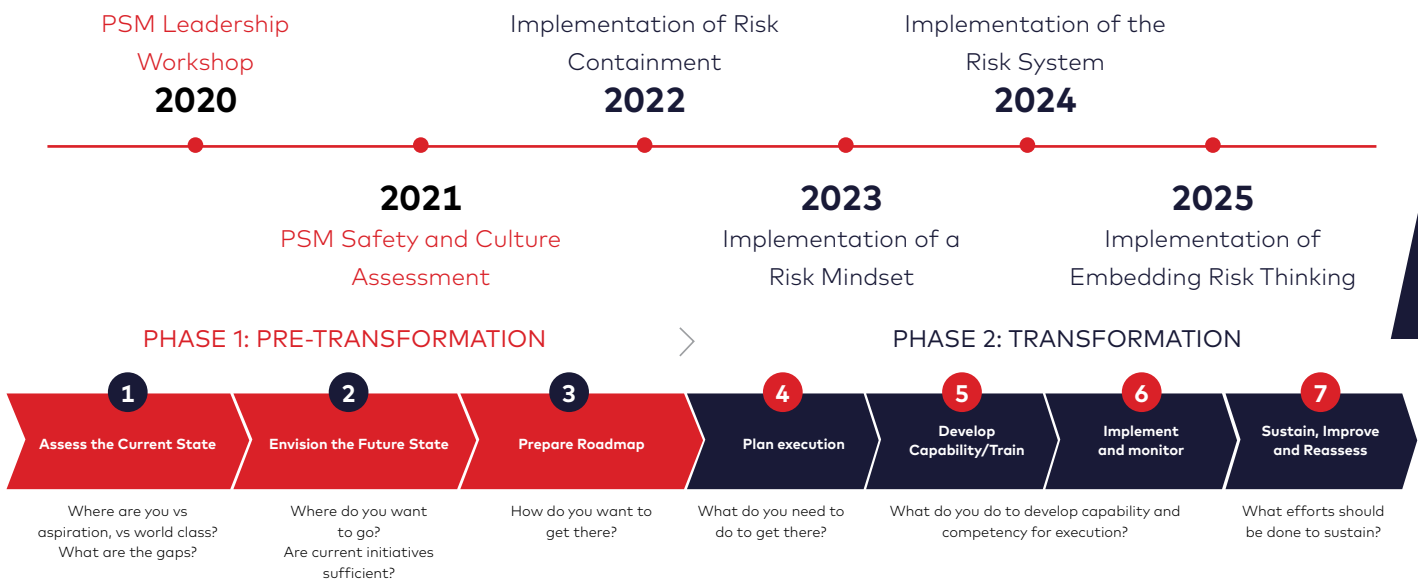 PSM Leadership
Workshop
2020
Implementation of Risk
Containment
2022
Implementation of the
Risk System
2024
2021
PSM Safety and Culture
Assessment
2023
Implementation of a
Risk Mindset
2025
Implementation of
Embedding Risk Thinking
PHASE 1: PRE-TRANSFORMATION
PHASE 2: TRANSFORMATION
1
Assess the Current State
Where are you vs
aspiration, vs world class?
What are the gaps?
2
Envision the Future State
Where do you want
to go?
Are current initiatives
sufficient?
3
Prepare Roadmap
How do you want to
get there?
4
Plan execution
What do you need to
do to get there?
5
Develop
Capability/Train
6
Implement
and monitor
What do you do to develop capability and
competency for execution?
7
Sustain, Improve
and Reassess
What efforts should
be done to sustain?